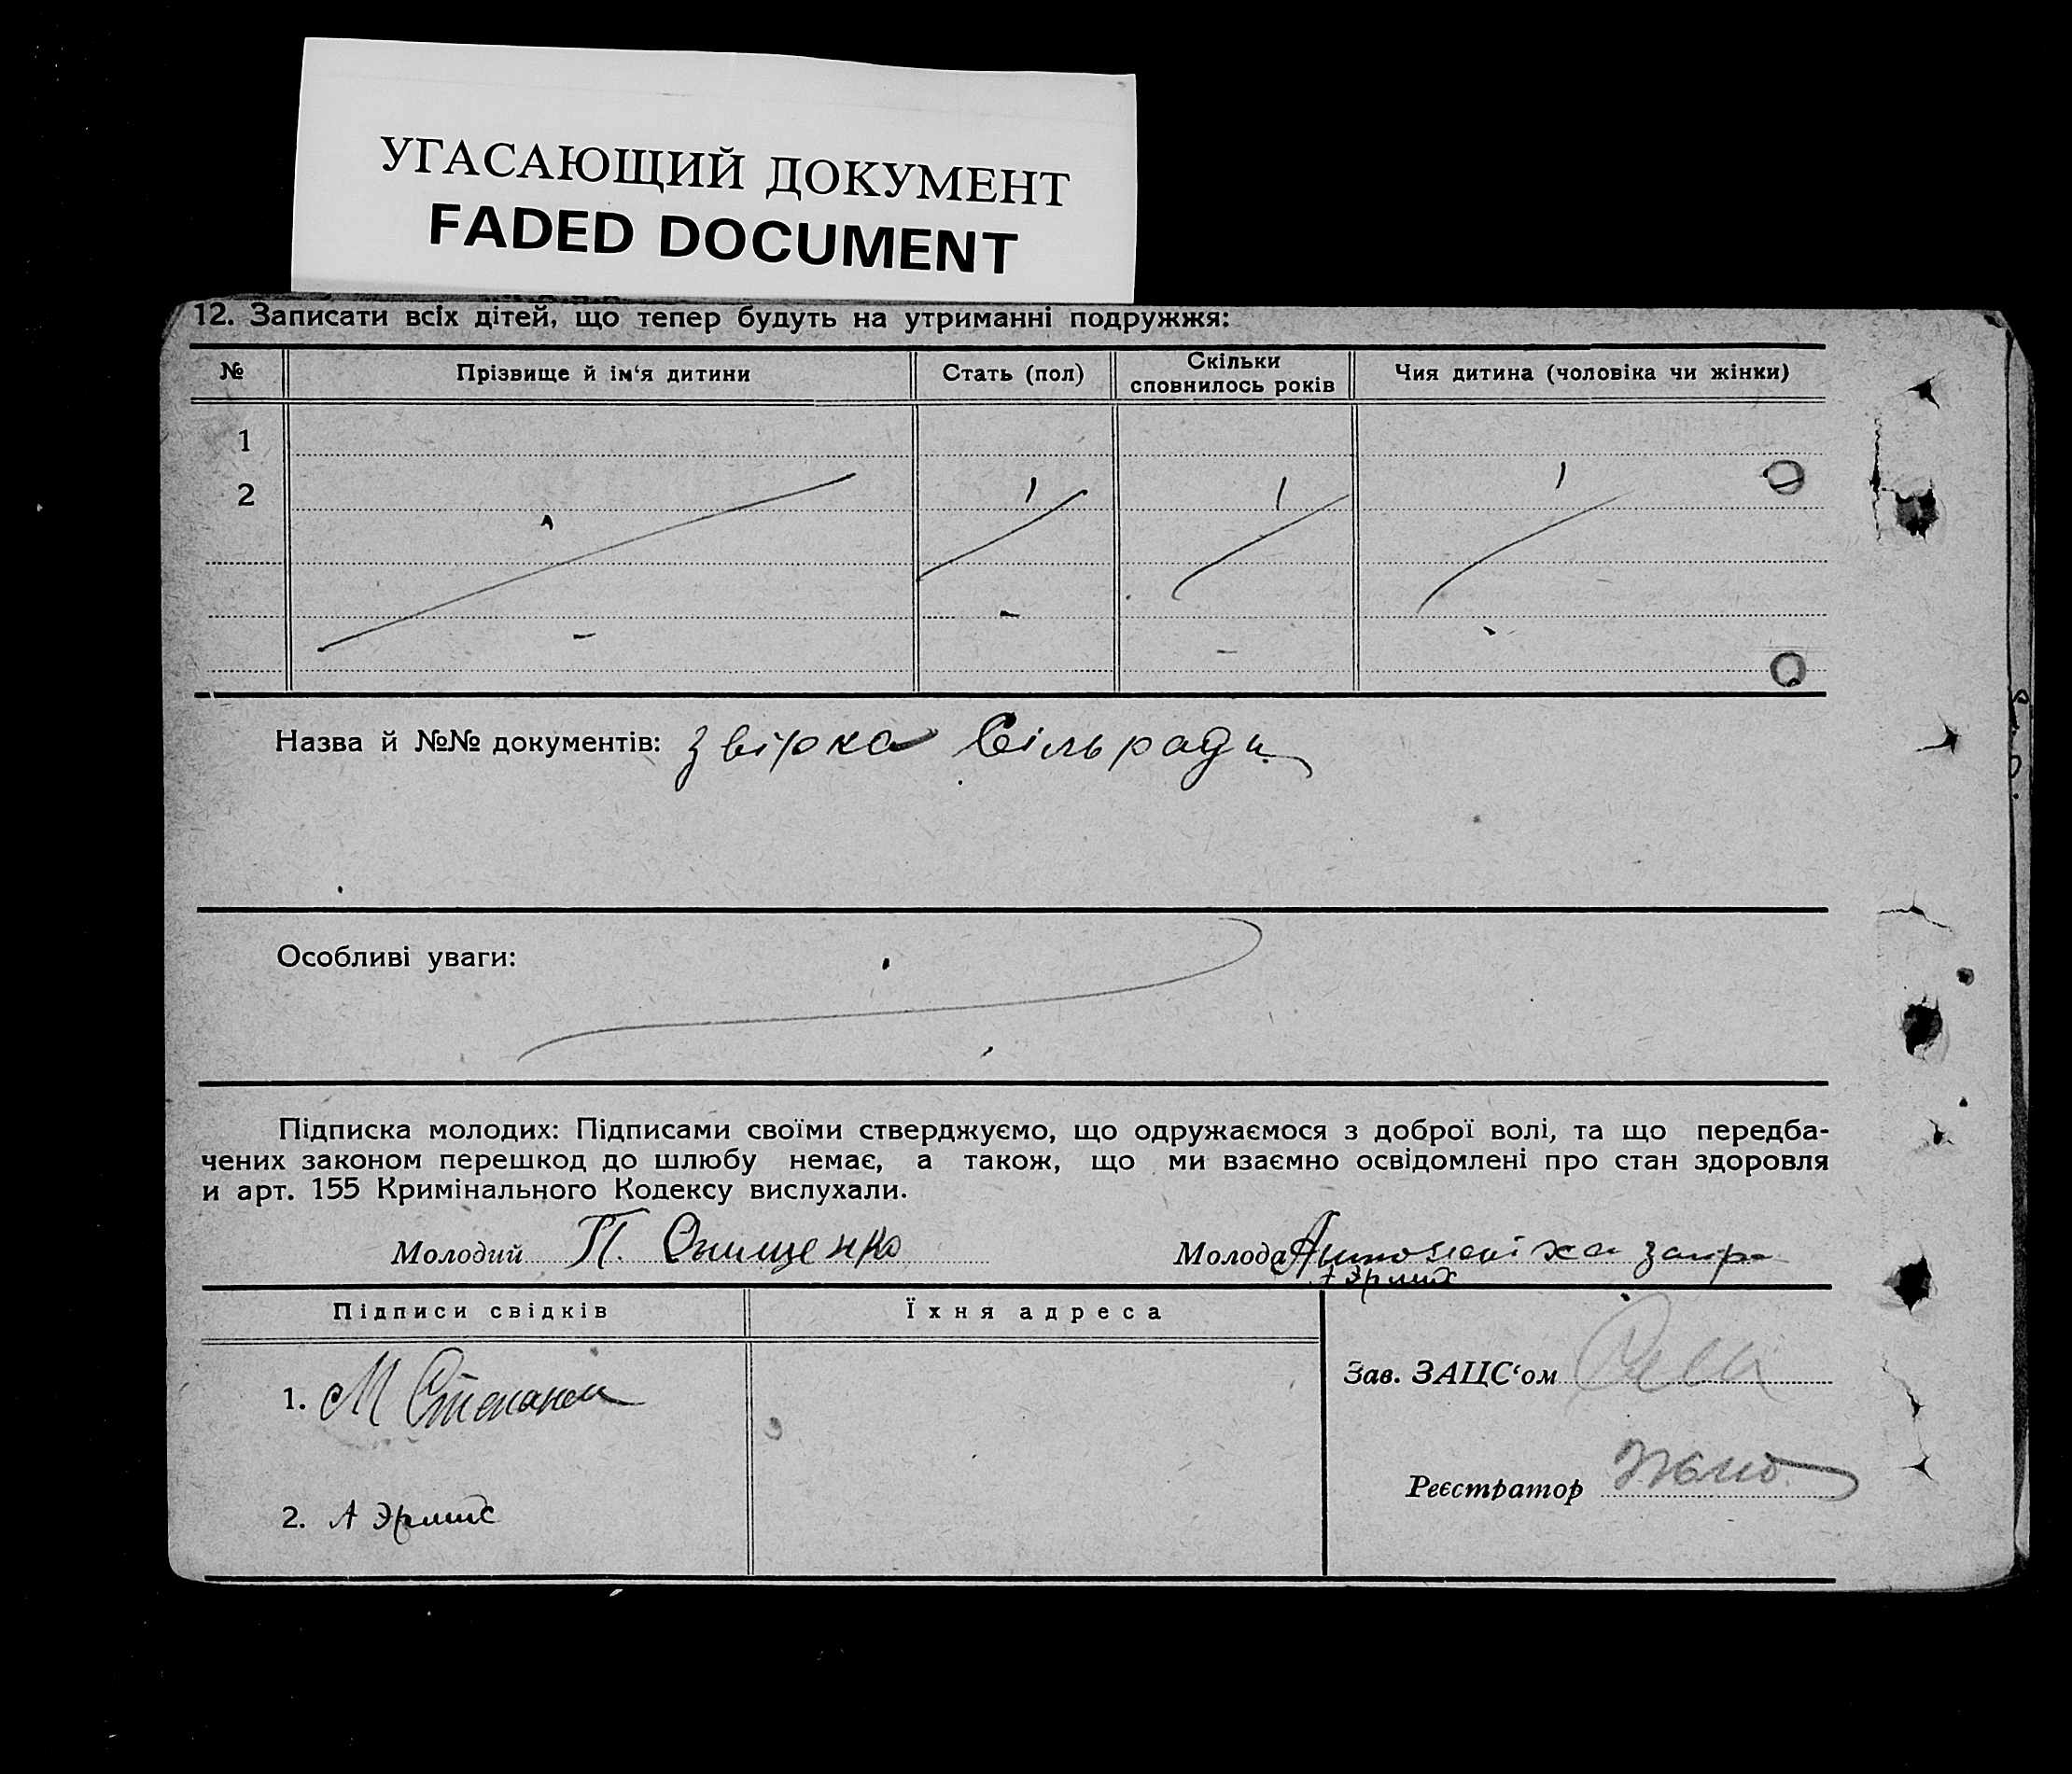 УГАСАЮЩИЙ ДОКУМЕНТ
FADED DOCUMENT
12. Записати всіх дітей, що тепер будуть на утриманні подружжя:
№ Прізвище й ім‘я дитини Стать (пол) Скільки сповнилось років Чия дитина (чоловіка чи жінки)
1
2
Назва й №№ документів: звірка Сільради
Особливі уваги:
Підписка молодих: Підписами своїми стверджуємо, що одружаємося з доброї волі, та що передба-
чених законом перешкод до шлюбу немає, а також, що ми взаємно освідомлені про стан здоровля
и арт. 155 Кримінального Кодексу вислухали.
Молодий П. Онищенко Молода
Підписи свідків Їхня адреса
Зав. ЗАЦС‘ом
1. М
Реєстратор
2. А Эрлих